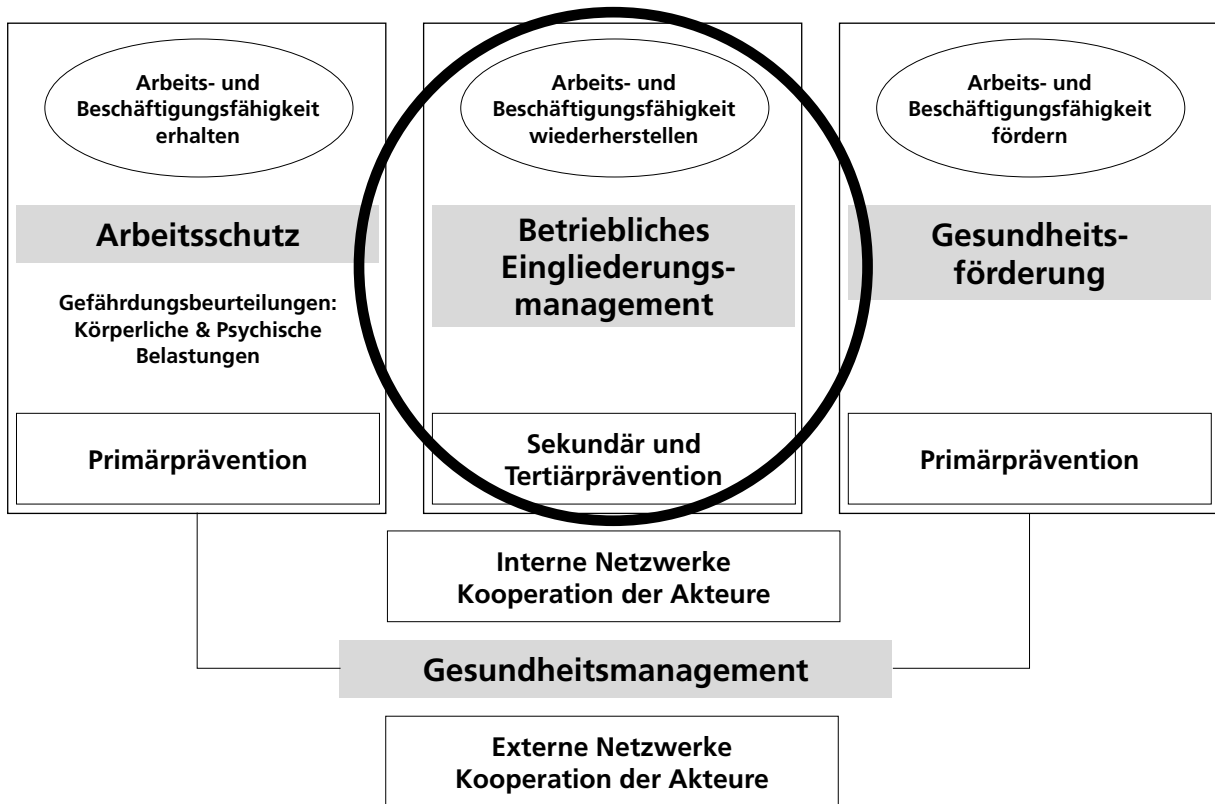 Arbeits- und
Beschäftigungsfähigkeit
erhalten
Arbeitsschutz
Gefährdungsbeurteilungen:
Körperliche & Psychische
Belastungen
Primärprävention
Arbeits- und
Beschäftigungsfähigkeit
wiederherstellen
Betriebliches
Eingliederungs-
management
Sekundär und
Tertiärprävention
Arbeits- und
Beschäftigungsfähigkeit
fördern
Gesundheits-
förderung
Primärprävention
Interne Netzwerke
Kooperation der Akteure
Gesundheitsmanagement
Externe Netzwerke
Kooperation der Akteure